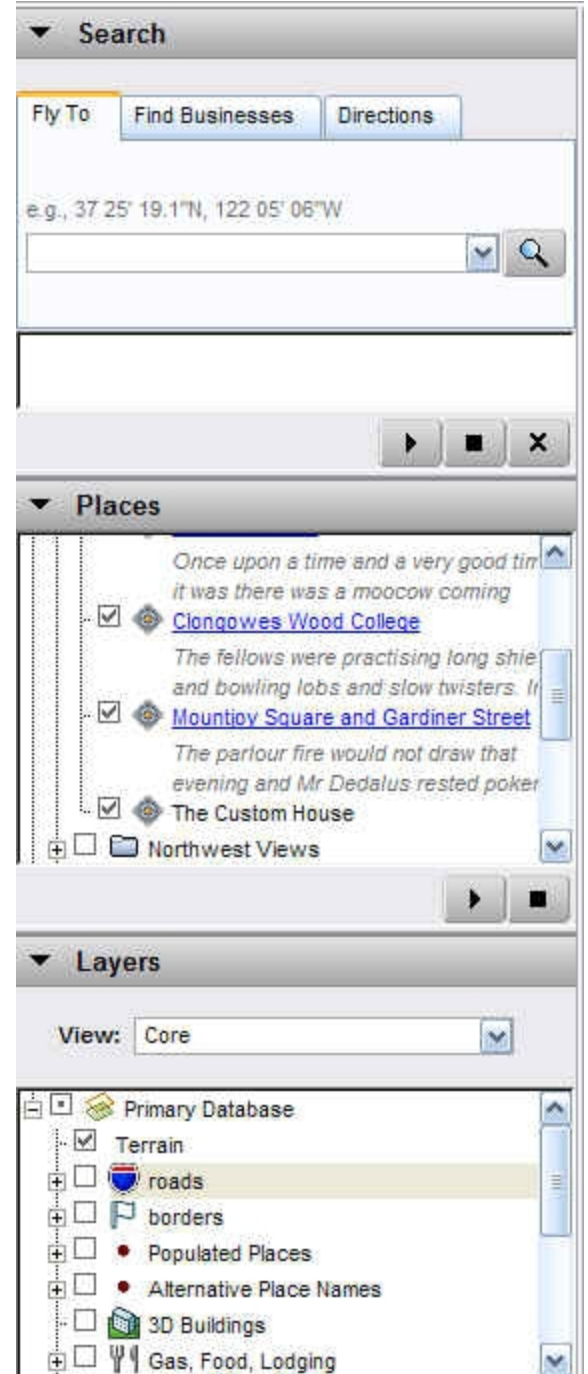 Search
Fly To Find Businesses Directions
e.g., 37 25' 19.1"N, 122 05' 06"W
Places
Once upon a time and a very good tim
it was there was a moocow coming
Clongowes Wood College
The fellows were practising long shie
and bowling lobs and slow twisters. I
Mountjoy Square and Gardiner Street
The parlour fire would not draw that
evening and Mr Dedalus rested poker
The Custom House
Northwest Views
Layers
View: Core
Primary Database
Terrain
roads
borders
Populated Places
Alternative Place Names
3D Buildings
Gas, Food, Lodging